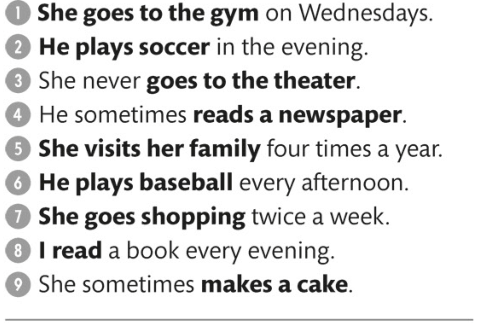 1 She goes to the gym on Wednesdays.
2 He plays soccer in the evening.
3 She never goes to the theater.
4 He sometimes reads a newspaper.
5 She visits her family four times a year.
6 He plays baseball every afternoon.
7 She goes shopping twice a week.
8 I read a book every evening.
9 She sometimes makes a cake.